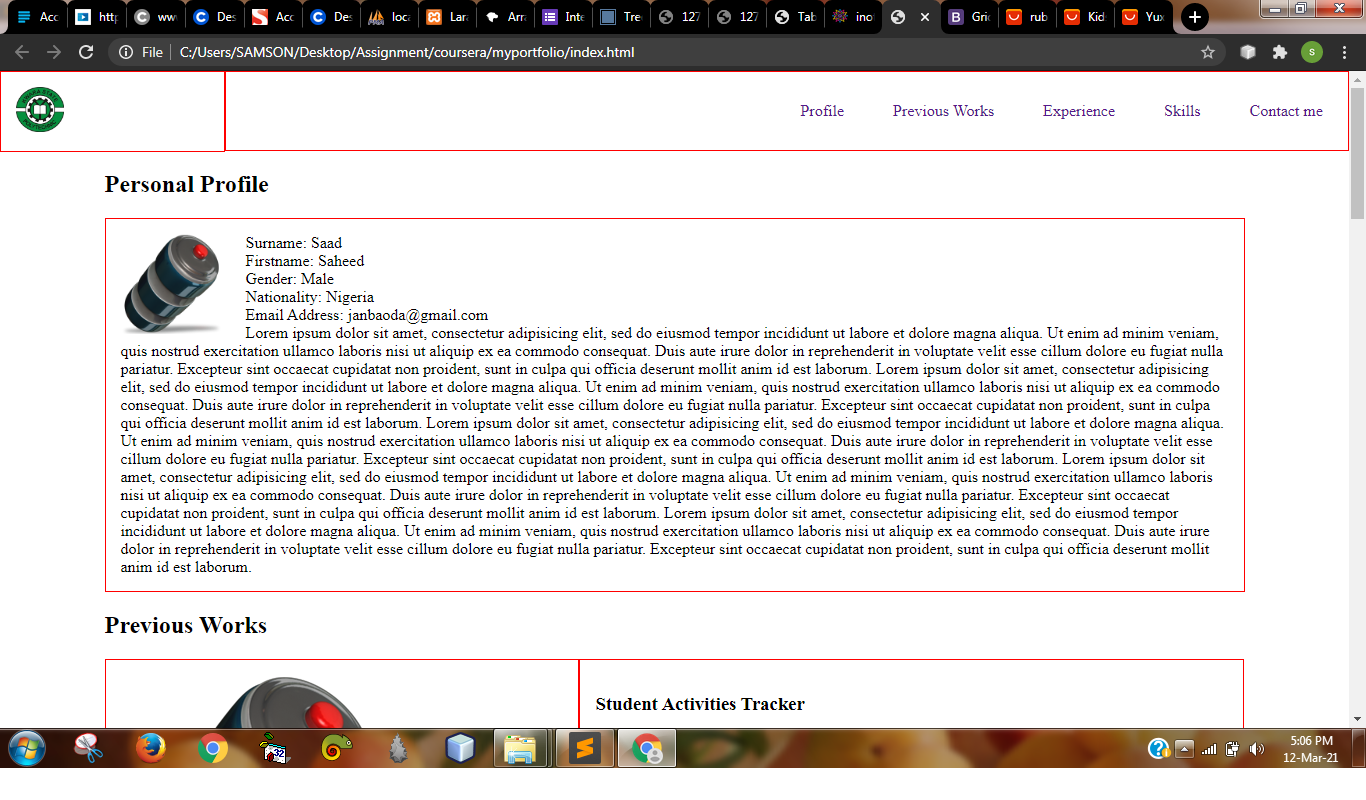 Acc
http
www
Des
Acc
Des
loca
Lara
Arra
Inte
Tre
127
127
Tab
ino
Gric
rub
Kid
Yux
File
C:/Users/SAMSON/Desktop/Assignment/coursera/myportfolio/index.html
s
Profile Previous Works Experience Skills Contact me
Personal Profile
Surname: Saad
Firstname: Saheed
Gender: Male
Nationality: Nigeria
Email Address: janbaoda@gmail.com
Lorem ipsum dolor sit amet, consectetur adipisicing elit, sed do eiusmod tempor incididunt ut labore et dolore magna aliqua. Ut enim ad minim veniam,
quis nostrud exercitation ullamco laboris nisi ut aliquip ex ea commodo consequat. Duis aute irure dolor in reprehenderit in voluptate velit esse cillum dolore eu fugiat nulla
pariatur. Excepteur sint occaecat cupidatat non proident, sunt in culpa qui officia deserunt mollit anim id est laborum. Lorem ipsum dolor sit amet, consectetur adipisicing
elit, sed do eiusmod tempor incididunt ut labore et dolore magna aliqua. Ut enim ad minim veniam, quis nostrud exercitation ullamco laboris nisi ut aliquip ex ea commodo
consequat. Duis aute irure dolor in reprehenderit in voluptate velit esse cillum dolore eu fugiat nulla pariatur. Excepteur sint occaecat cupidatat non proident, sunt in culpa
qui officia deserunt mollit anim id est laborum. Lorem ipsum dolor sit amet, consectetur adipisicing elit, sed do eiusmod tempor incididunt ut labore et dolore magna aliqua.
Ut enim ad minim veniam, quis nostrud exercitation ullamco laboris nisi ut aliquip ex ea commodo consequat. Duis aute irure dolor in reprehenderit in voluptate velit esse
cillum dolore eu fugiat nulla pariatur. Excepteur sint occaecat cupidatat non proident, sunt in culpa qui officia deserunt mollit anim id est laborum. Lorem ipsum dolor sit
amet, consectetur adipisicing elit, sed do eiusmod tempor incididunt ut labore et dolore magna aliqua. Ut enim ad minim veniam, quis nostrud exercitation ullamco laboris
nisi ut aliquip ex ea commodo consequat. Duis aute irure dolor in reprehenderit in voluptate velit esse cillum dolore eu fugiat nulla pariatur. Excepteur sint occaecat
cupidatat non proident, sunt in culpa qui officia deserunt mollit anim id est laborum. Lorem ipsum dolor sit amet, consectetur adipisicing elit, sed do eiusmod tempor
incididunt ut labore et dolore magna aliqua. Ut enim ad minim veniam, quis nostrud exercitation ullamco laboris nisi ut aliquip ex ea commodo consequat. Duis aute irure
dolor in reprehenderit in voluptate velit esse cillum dolore eu fugiat nulla pariatur. Excepteur sint occaecat cupidatat non proident, sunt in culpa qui officia deserunt mollit
anim id est laborum.
Previous Works
Student Activities Tracker
32
5:06 PM
12-Mar-21